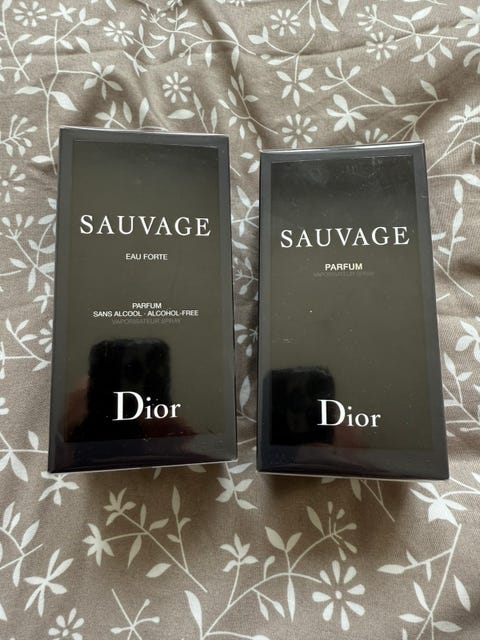 SAUVAGE
EAU FORTE
PARFUM
SANS ALCOOL · ALCOHOL-FREE
VAPORISATEUR SPRAY
Dior
SAUVAGE
PARFUM
VAPORISATEUR SPRAY
Dior